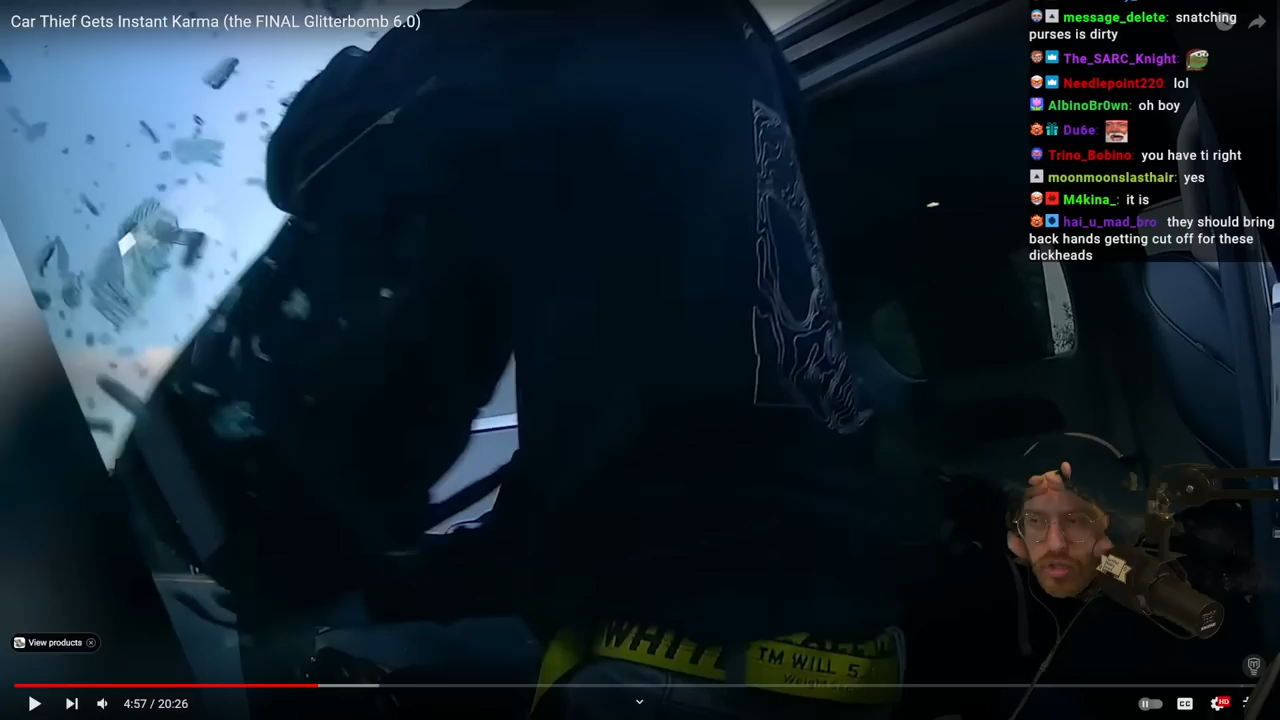 Car Thief Gets Instant Karma (the FINAL Glitterbomb 6.0)
message_delete: snatching
purses is dirty
The_SARC_Knight:
Needlepoint220: lol
AlbinoBr0wn: oh boy
Du6e:
Trino_Bobino: you have ti right
moonmoonslasthair: yes
M4kina_: it is
hai_u_mad_bro: they should bring
back hands getting cut off for these
dickheads
TM WILL 5.
View products
4:57 / 20:26
CC
HD